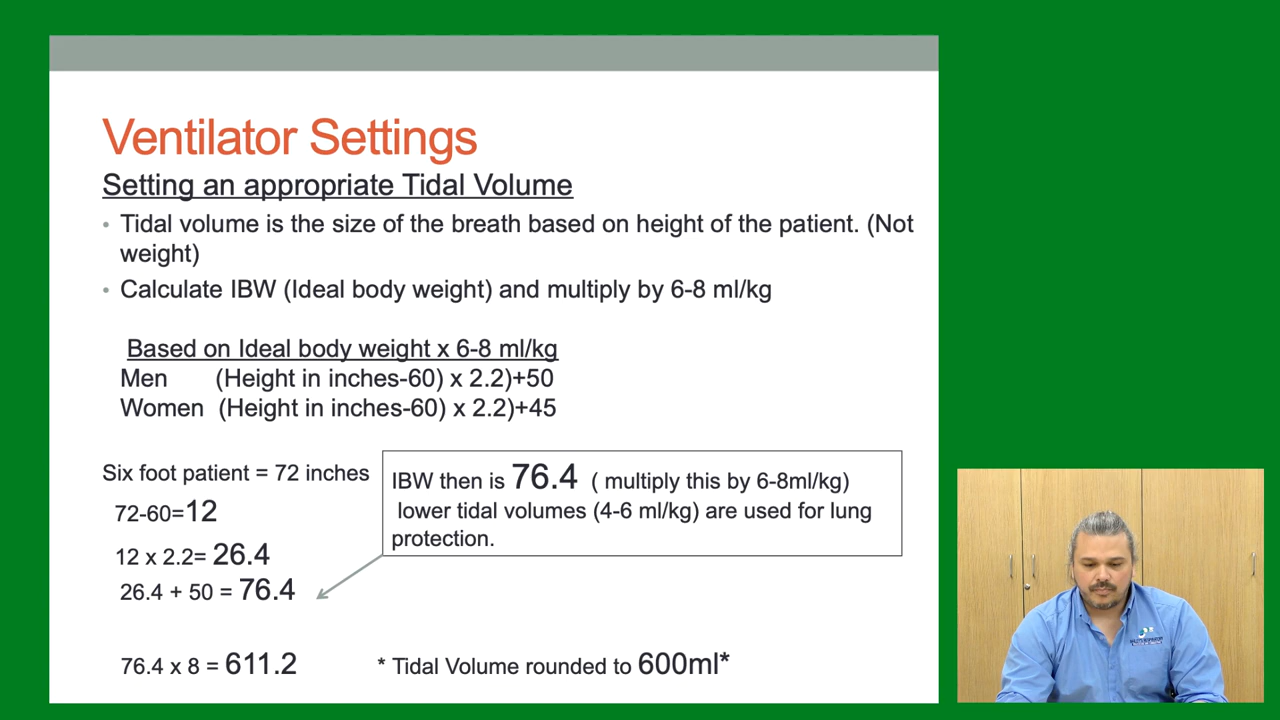 Ventilator Settings
Setting an appropriate Tidal Volume
• Tidal volume is the size of the breath based on height of the patient. (Not
weight)
• Calculate IBW (Ideal body weight) and multiply by 6-8 ml/kg
Based on Ideal body weight x 6-8 ml/kg
Men (Height in inches-60) x 2.2)+50
Women (Height in inches-60) x 2.2)+45
Six foot patient = 72 inches
72-60=12
12 x 2.2= 26.4
26.4 + 50 = 76.4
IBW then is 76.4 ( multiply this by 6-8ml/kg)
lower tidal volumes (4-6 ml/kg) are used for lung
protection.
76.4 x 8 = 611.2 * Tidal Volume rounded to 600ml*